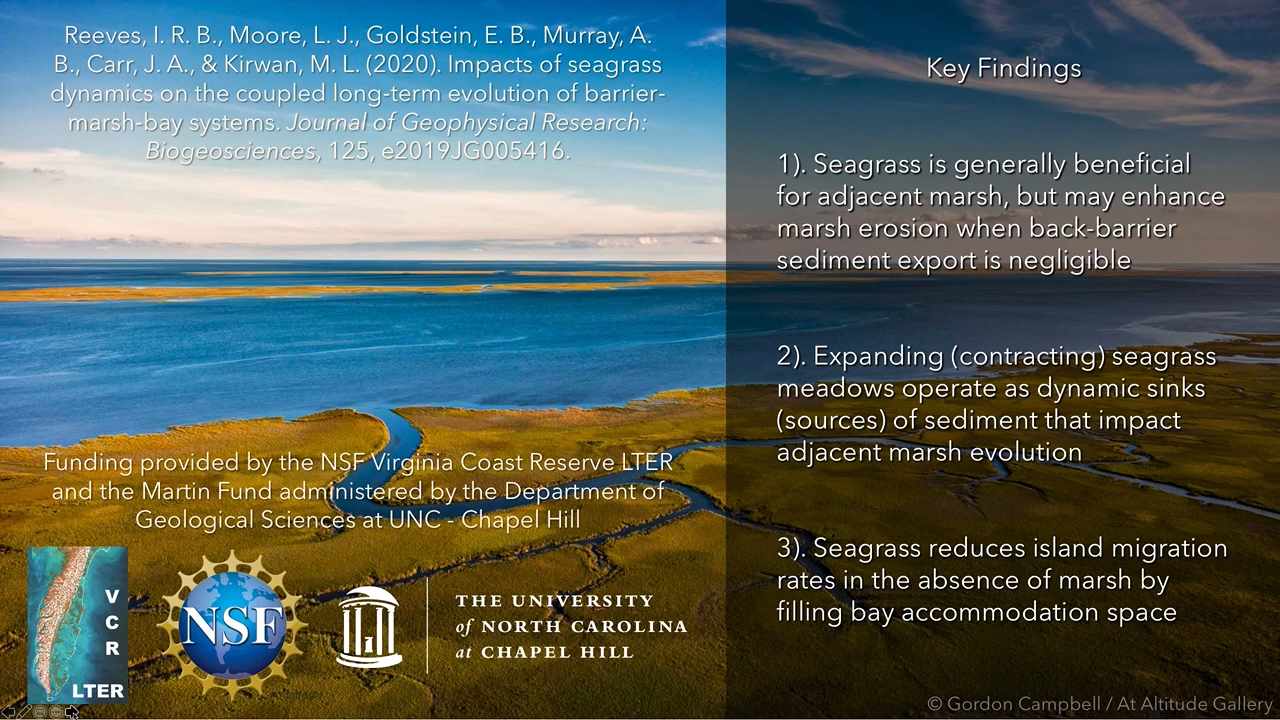 Reeves, I. R. B., Moore, L. J., Goldstein, E. B., Murray, A.
B., Carr, J. A., & Kirwan, M. L. (2020). Impacts of seagrass
dynamics on the coupled long-term evolution of barrier-
marsh-bay systems. Journal of Geophysical Research:
Biogeosciences, 125, e2019JG005416.
Funding provided by the NSF Virginia Coast Reserve LTER
and the Martin Fund administered by the Department of
Geological Sciences at UNC - Chapel Hill
V
C
R
LTER
NSF
THE UNIVERSITY
of NORTH CAROLINA
at CHAPEL HILL
Key Findings
1). Seagrass is generally beneficial
for adjacent marsh, but may enhance
marsh erosion when back-barrier
sediment export is negligible
2). Expanding (contracting) seagrass
meadows operate as dynamic sinks
(sources) of sediment that impact
adjacent marsh evolution
3). Seagrass reduces island migration
rates in the absence of marsh by
filling bay accommodation space
© Gordon Campbell / At Altitude Gallery